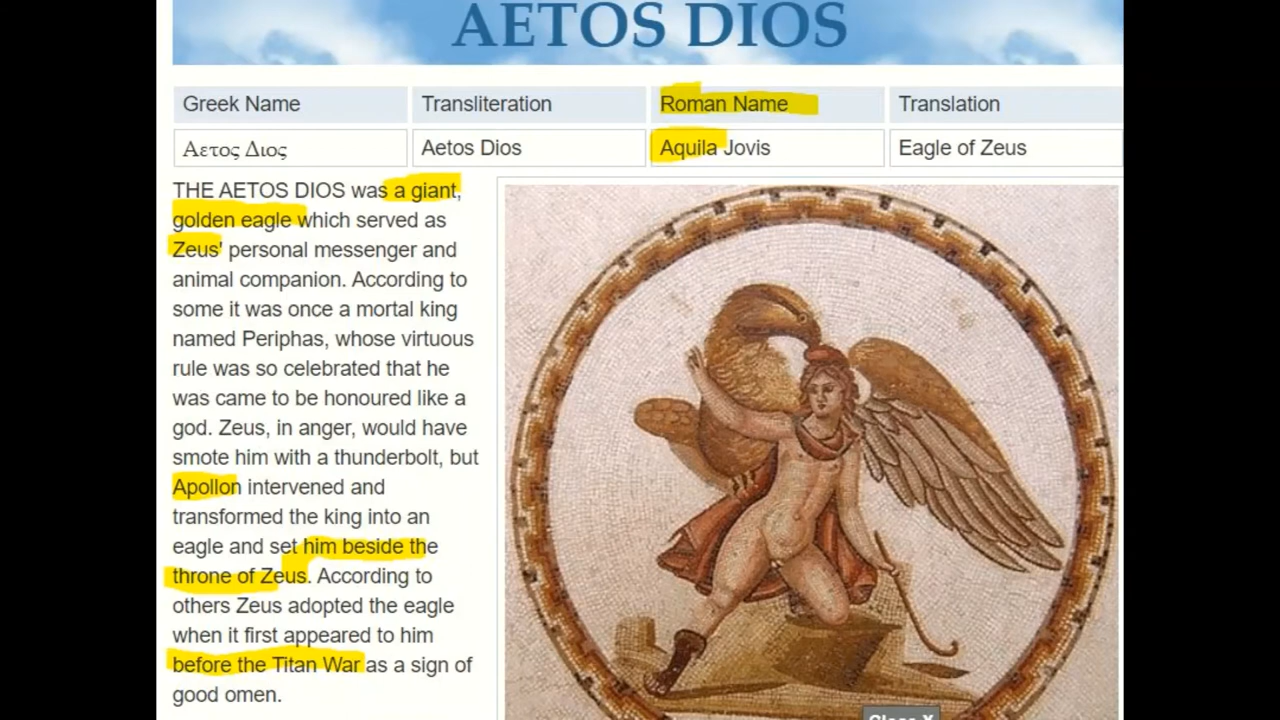 AETOS DIOS
Greek Name Transliteration Roman Name Translation
Αετος Διος Aetos Dios Aquila Jovis Eagle of Zeus
THE AETOS DIOS was a giant,
golden eagle which served as
Zeus' personal messenger and
animal companion. According to
some it was once a mortal king
named Periphas, whose virtuous
rule was so celebrated that he
was came to be honoured like a
god. Zeus, in anger, would have
smote him with a thunderbolt, but
Apollon intervened and
transformed the king into an
eagle and set him beside the
throne of Zeus. According to
others Zeus adopted the eagle
when it first appeared to him
before the Titan War as a sign of
good omen.
Close X